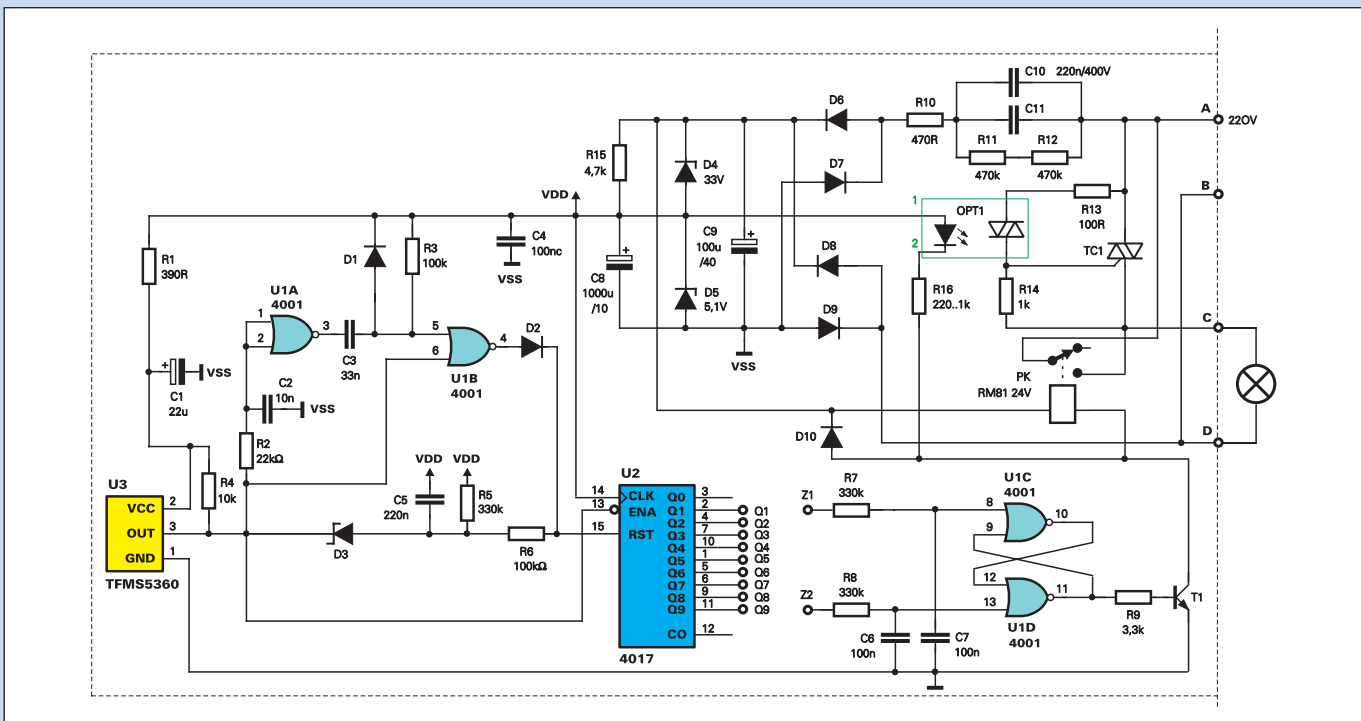 C10 220n/400V
C11
R10
470R
R11
470k
R12
470k
A
220V
D6
D7
R15
4,7k
D4
33V
VDD
C9
100u
/40
D8
1
OPT1
2
R13
100R
TC1
B
R1
390R
D1
R3
100k
C4
100nc
VSS
C8
1000u
/10
D5
5,1V
D9
R16
220..1k
R14
1k
C
U1A
4001
1
2
3
C3
33n
5
6
4
D2
U1B
4001
VSS
C1
22u
VSS
C2
10n
VSS
R2
22kΩ
PK
RM81 24V
D10
D
U3
VCC 2
OUT 3
GND 1
TFMS5360
R4
10k
VDD
VDD
C5
220n
R5
330k
D3
R6
100kΩ
U2
14 CLK
13 ENA
15 RST
Q0 3
Q1 2 Q1
Q2 4 Q2
Q3 7 Q3
Q4 10 Q4
Q5 1 Q5
Q6 5 Q6
Q7 6 Q7
Q8 9 Q8
Q9 11 Q9
CO 12
4017
Z1
R7
330k
Z2
R8
330k
C6
100n
C7
100n
U1C
4001
8
9
10
12
13
11
U1D
4001
R9
3,3k
T1